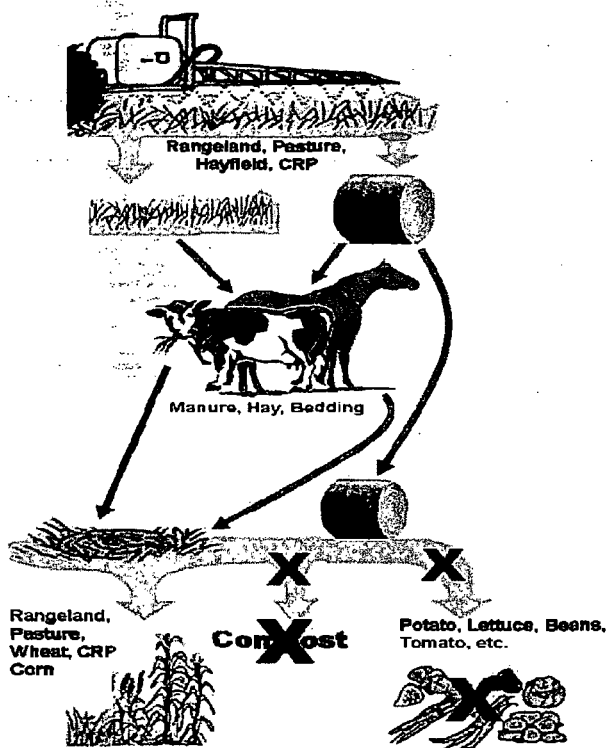 Rangeland, Pasture,
Hayfield, CRP
Manure, Hay, Bedding
Rangeland,
Pasture,
Wheat, CRP
Corn
Compost
Potato, Lettuce, Beans,
Tomato, etc.